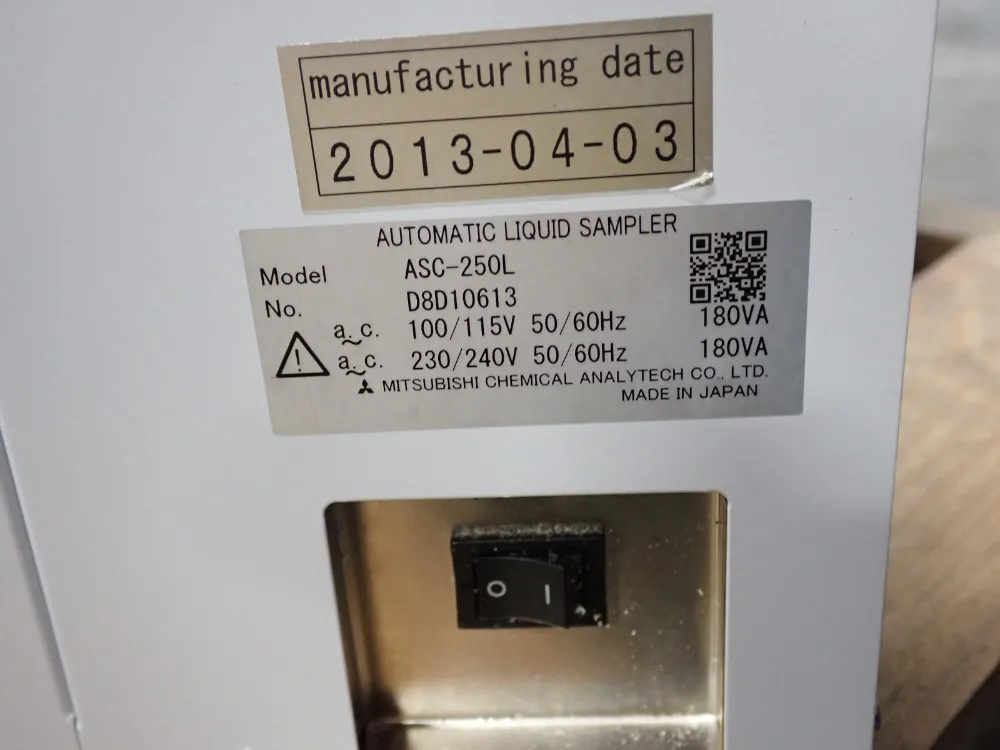 manufacturing date
2013-04-03
AUTOMATIC LIQUID SAMPLER
Model ASC-250L
No. D8D10613
a.c. 100/115V 50/60Hz 180VA
a.c. 230/240V 50/60Hz 180VA
MITSUBISHI CHEMICAL ANALYTECH CO., LTD.
MADE IN JAPAN
O I